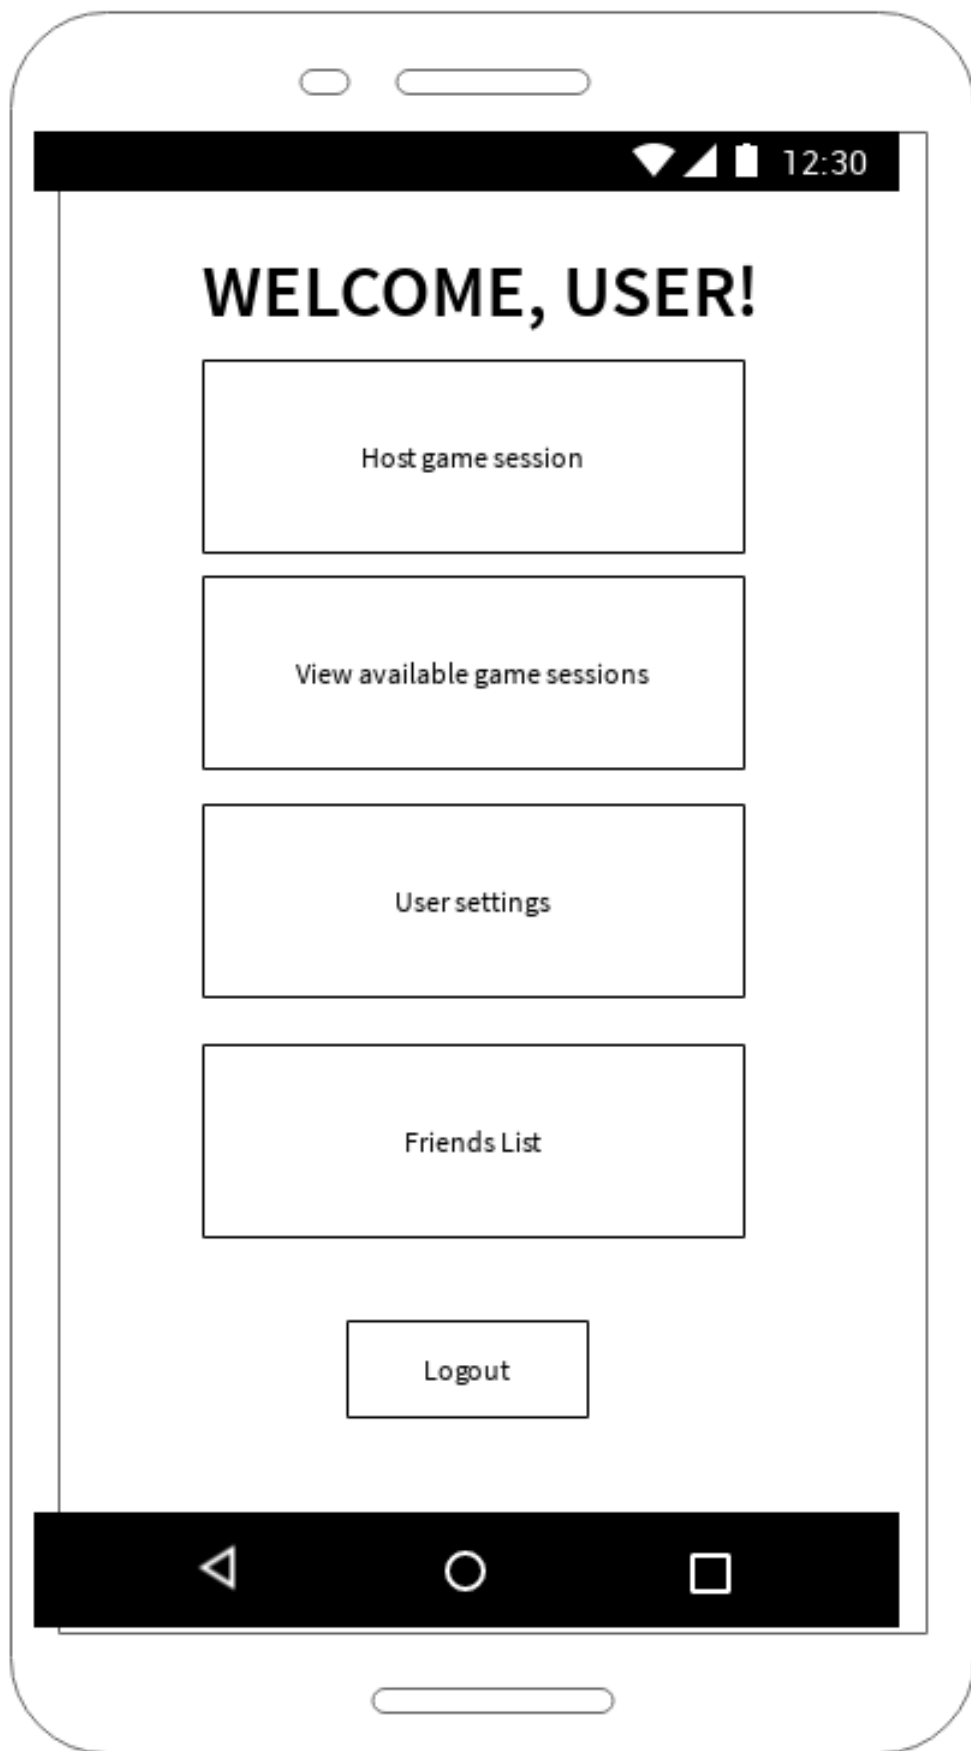 12:30
WELCOME, USER!
Host game session
View available game sessions
User settings
Friends List
Logout